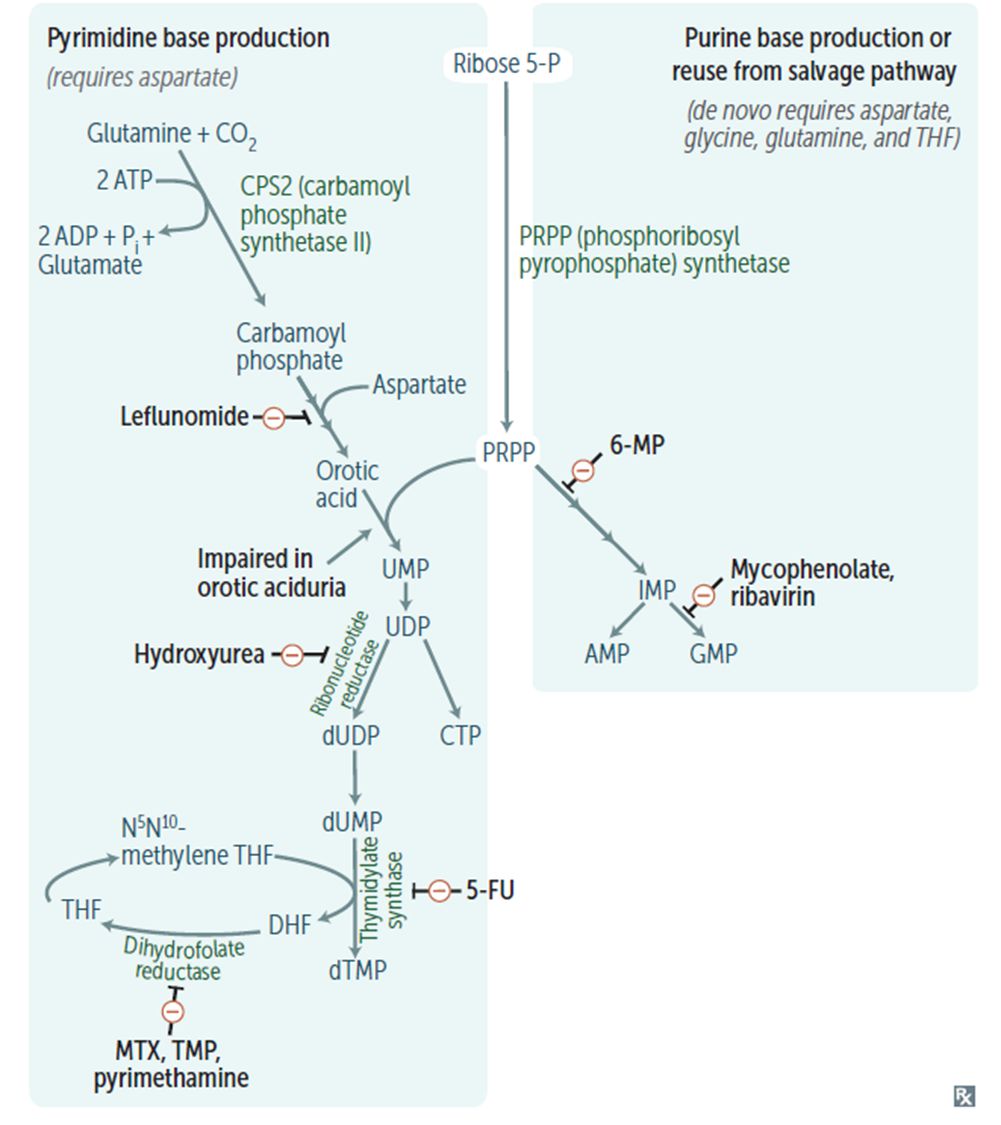 Pyrimidine base production
(requires aspartate)
Purine base production or
reuse from salvage pathway
(de novo requires aspartate,
glycine, glutamine, and THF)
Ribose 5-P
Glutamine + CO₂
2 ATP
2 ADP + Pᵢ +
Glutamate
CPS2 (carbamoyl
phosphate
synthetase II)
PRPP (phosphoribosyl
pyrophosphate) synthetase
Carbamoyl
phosphate
Aspartate
Leflunomide
Orotic
acid
PRPP
6-MP
Impaired in
orotic aciduria
UMP
IMP
Mycophenolate,
ribavirin
AMP
GMP
UDP
Hydroxyurea
Ribonucleotide
reductase
dUDP
CTP
dUMP
N⁵N¹⁰-
methylene THF
Thymidylate
synthase
5-FU
THF
DHF
Dihydrofolate
reductase
dTMP
MTX, TMP,
pyrimethamine
RX